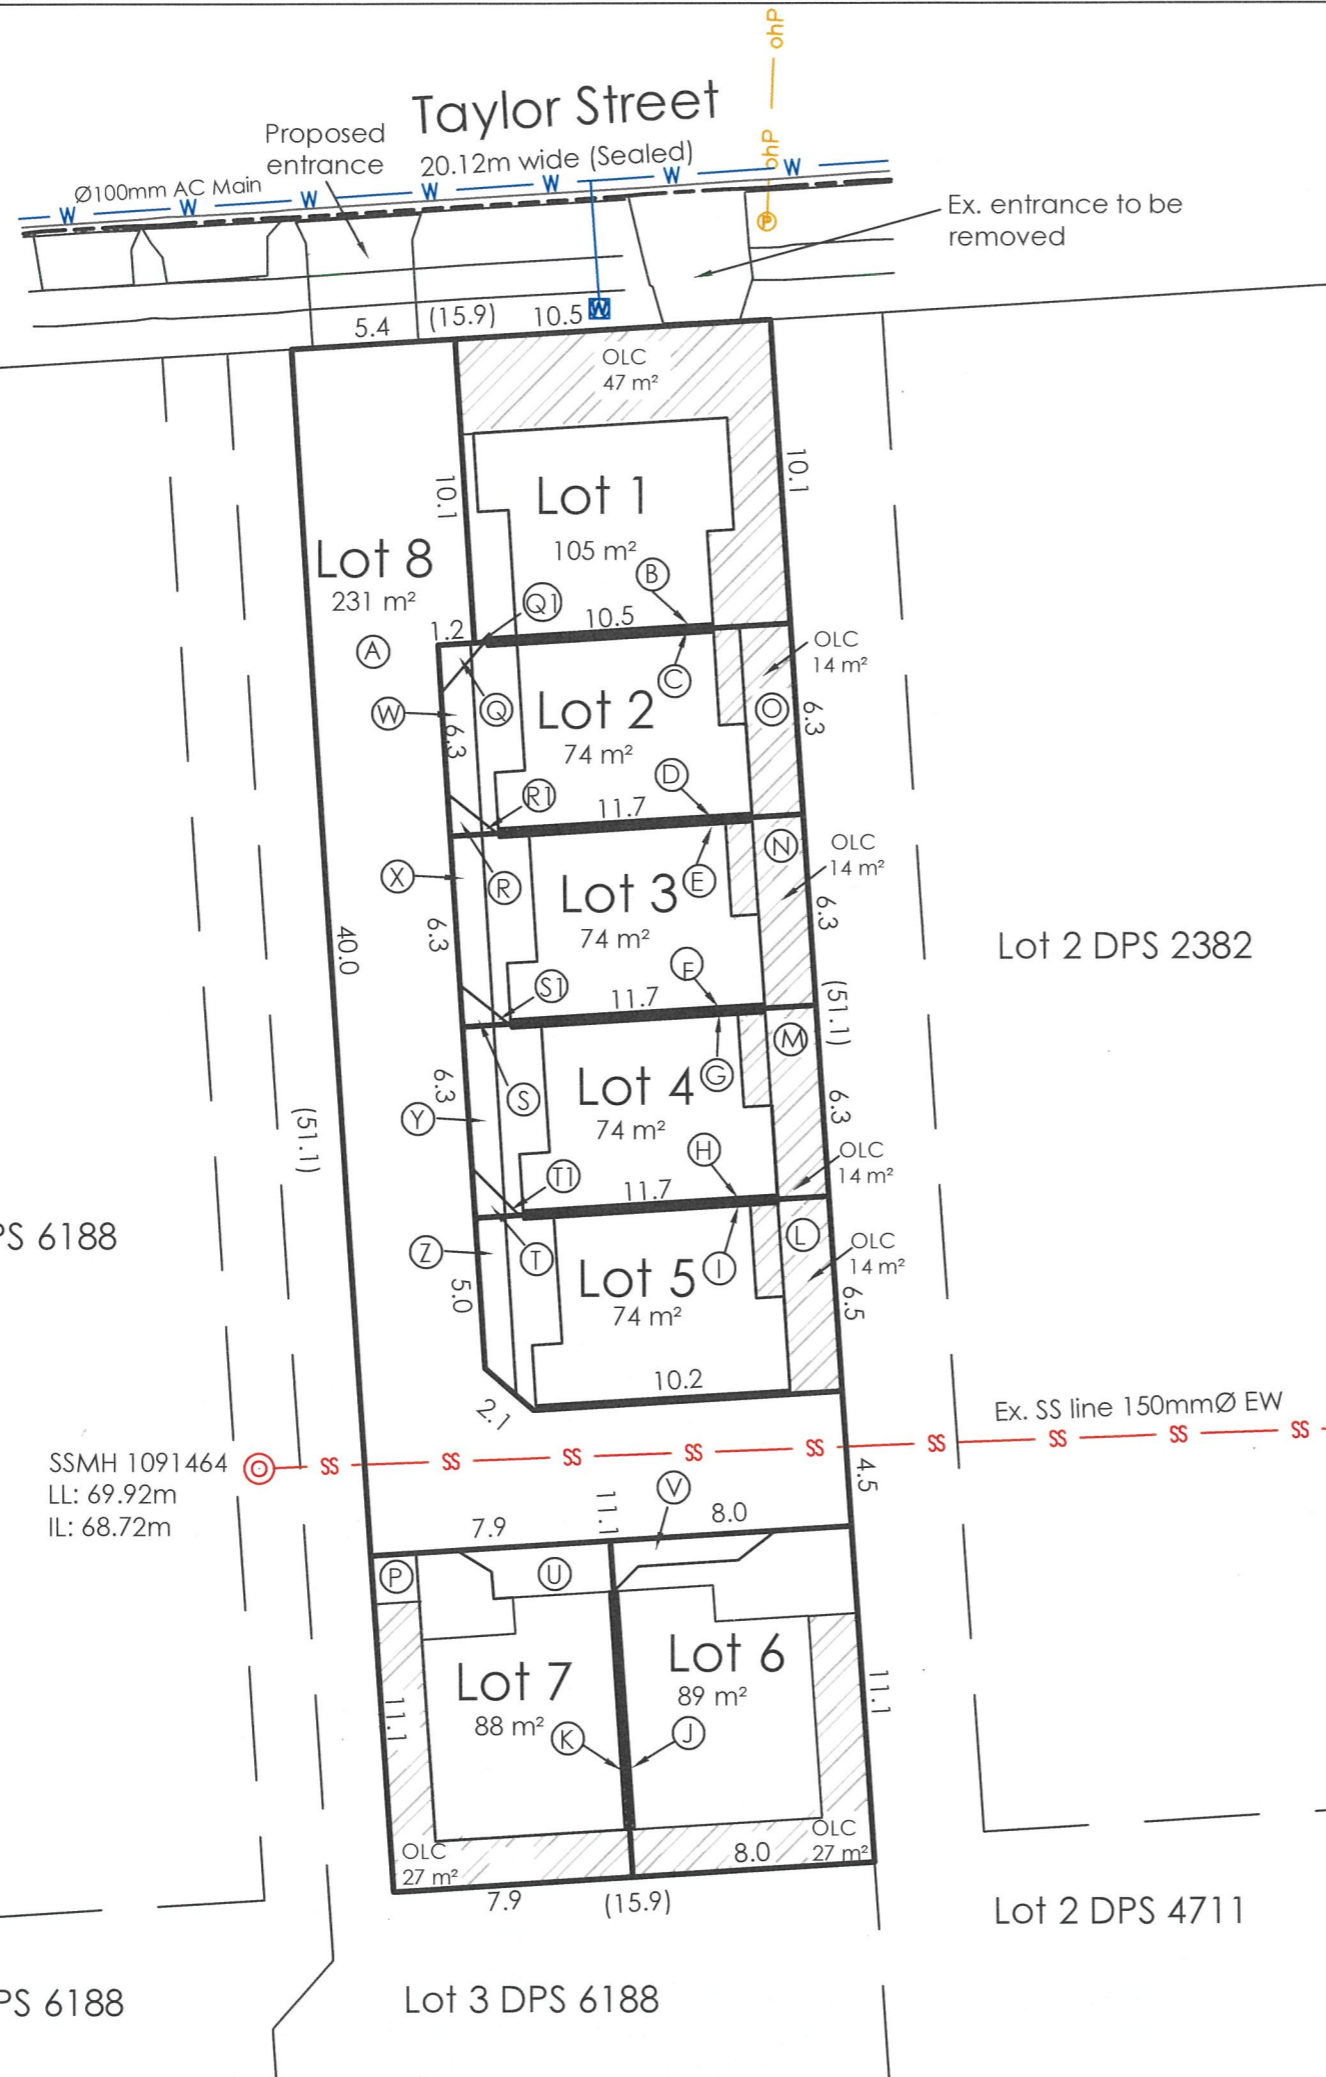 ohP
Taylor Street
Proposed
entrance
20.12m wide (Sealed)
ohP
Ø100mm AC Main
W W W W W W W
P
Ex. entrance to be
removed
W
5.4
(15.9)
10.5
OLC
47 m²
10.1
10.1
Lot 1
105 m²
B
Lot 8
231 m²
Q1
10.5
1.2
A
OLC
14 m²
C
W
Q
Lot 2
74 m²
O
6.3
6.3
D
R1
11.7
N
OLC
14 m²
X
R
Lot 3
74 m²
E
6.3
6.3
40.0
Lot 2 DPS 2382
F
S1
11.7
(51.1)
M
Lot 4
74 m²
G
6.3
S
Y
6.3
(51.1)
H
OLC
14 m²
T1
11.7
PS 6188
L
Z
T
OLC
14 m²
Lot 5
74 m²
I
5.0
6.5
10.2
2.1
Ex. SS line 150mmØ EW
SSMH 1091464
LL: 69.92m
IL: 68.72m
SS SS SS SS SS SS SS SS SS
4.5
V
11.1
7.9
8.0
P
U
Lot 6
89 m²
Lot 7
88 m²
11.1
11.1
K
J
OLC
27 m²
OLC
27 m²
8.0
7.9
(15.9)
Lot 2 DPS 4711
PS 6188
Lot 3 DPS 6188